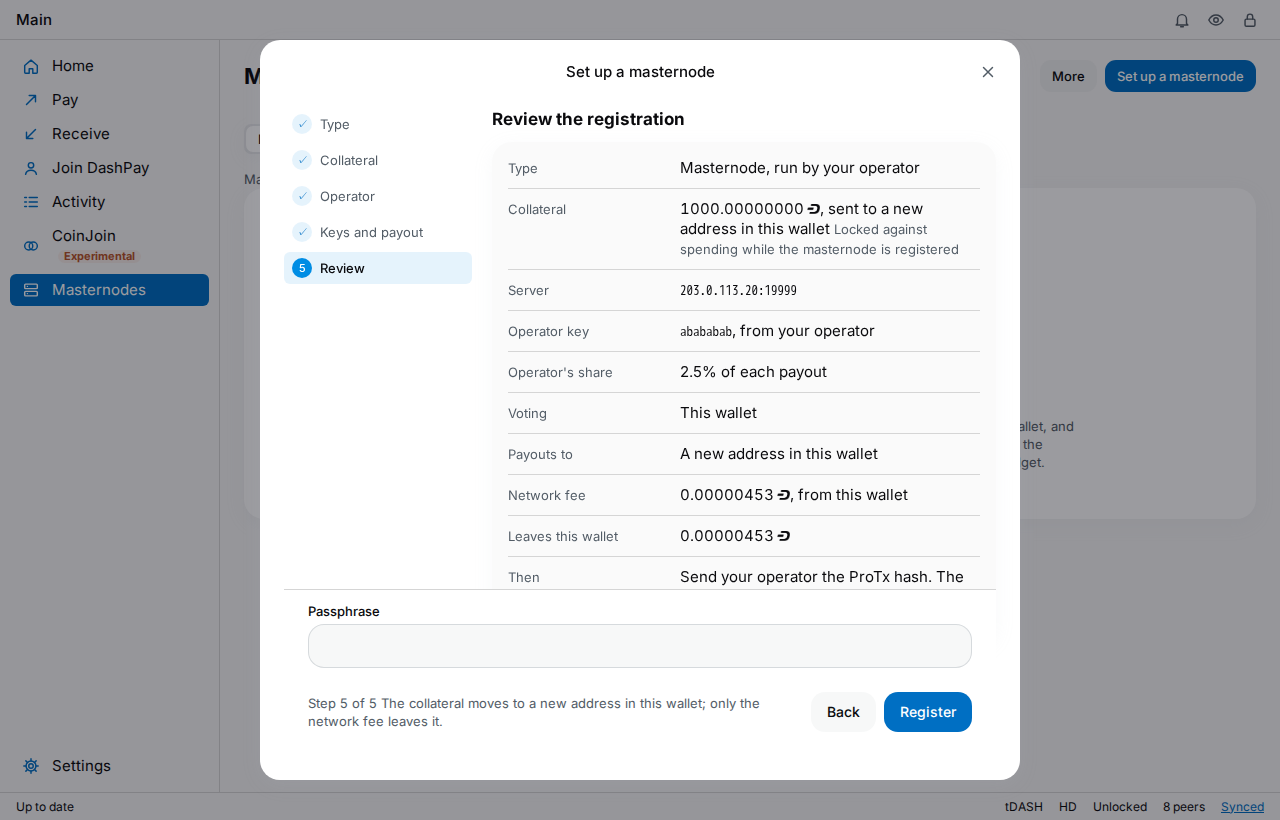 Main
Home
Pay
Receive
Join DashPay
Activity
CoinJoin
Experimental
Masternodes
Settings
More
Set up a masternode
Set up a masternode
Type
Collateral
Operator
Keys and payout
5 Review
Review the registration
Type Masternode, run by your operator
Collateral 1000.00000000, sent to a new
address in this wallet Locked against
spending while the masternode is registered
Server 203.0.113.20:19999
Operator key abababab, from your operator
Operator's share 2.5% of each payout
Voting This wallet
Payouts to A new address in this wallet
Network fee 0.00000453, from this wallet
Leaves this wallet 0.00000453
Then Send your operator the ProTx hash. The
Passphrase
Step 5 of 5 The collateral moves to a new address in this wallet; only the
network fee leaves it.
Back
Register
and
the
Up to date
tDASH HD Unlocked 8 peers Synced